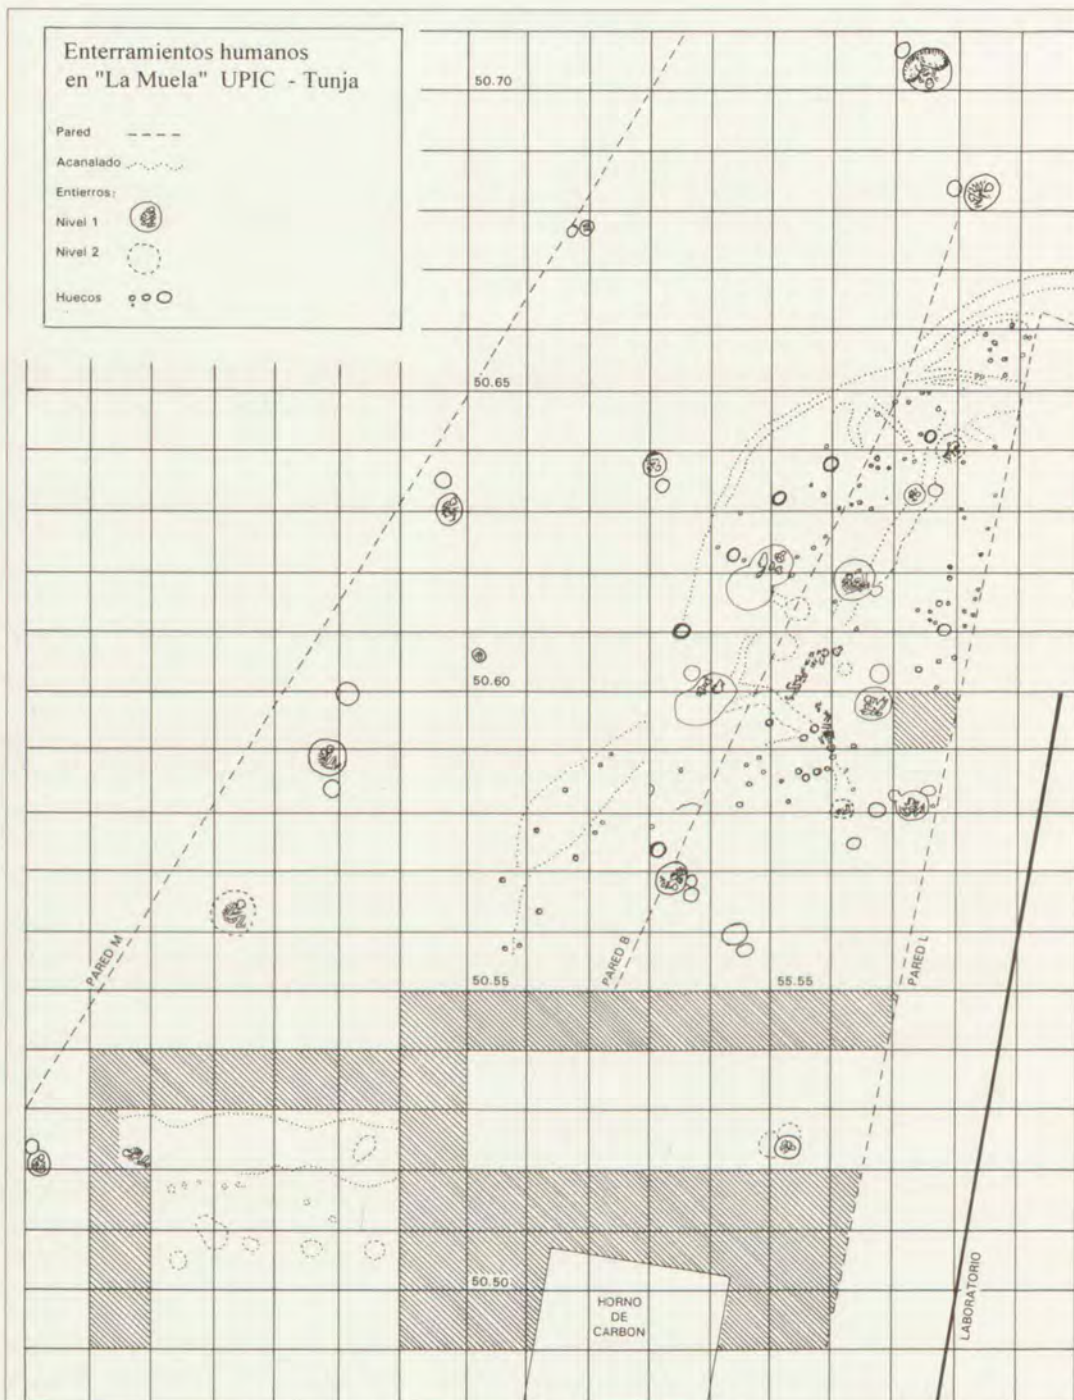 Enterramientos humanos
en "La Muela" UPIC - Tunja
Pared
Acanalado
Entierros:
Nivel 1
Nivel 2
Huecos
50.70
50.65
50.60
PARED M
PARED B
PARED L
50.55
55.55
50.50
HORNO
DE
CARBON
LABORATORIO